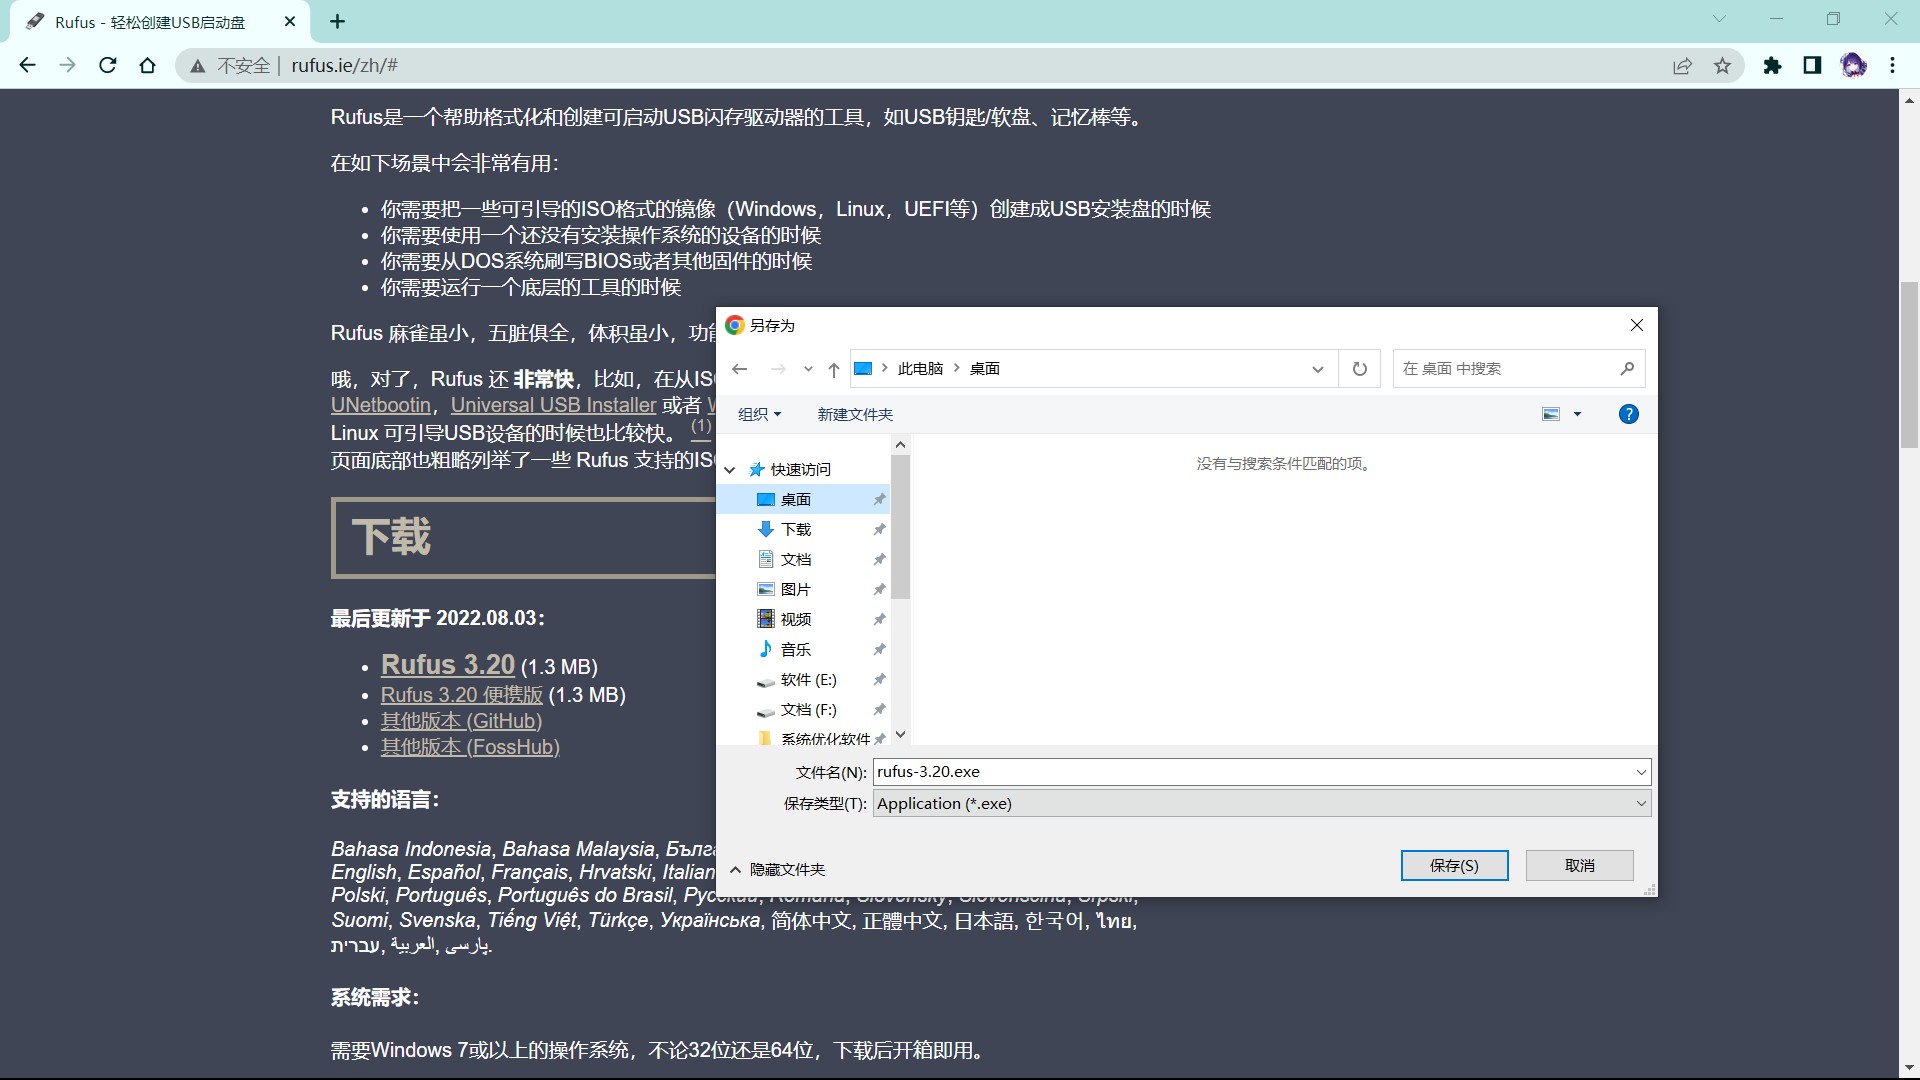 Rufus - 轻松创建USB启动盘
不安全 | rufus.ie/zh/#
Rufus是一个帮助格式化和创建可启动USB闪存驱动器的工具，如USB钥匙/软盘、记忆棒等。
在如下场景中会非常有用：
你需要把一些可引导的ISO格式的镜像（Windows，Linux，UEFI等）创建成USB安装盘的时候
你需要使用一个还没有安装操作系统的设备的时候
你需要从DOS系统刷写BIOS或者其他固件的时候
你需要运行一个底层的工具的时候
Rufus 麻雀虽小，五脏俱全，体积虽小，功
哦，对了，Rufus 还 非常快，比如，在从IS
UNetbootin，Universal USB Installer 或者
Linux 可引导USB设备的时候也比较快。 (1)
页面底部也粗略列举了一些 Rufus 支持的IS
下载
最后更新于 2022.08.03：
Rufus 3.20 (1.3 MB)
Rufus 3.20 便携版 (1.3 MB)
其他版本 (GitHub)
其他版本 (FossHub)
支持的语言：
Bahasa Indonesia, Bahasa Malaysia, Бълг
English, Español, Français, Hrvatski, Italian
Polski, Português, Português do Brasil, Русский, Română, Slovensky, Slovenščina, Srpski,
Suomi, Svenska, Tiếng Việt, Türkçe, Українська, 简体中文, 正體中文, 日本語, 한국어, ไทย,
עברית, العربية, پارسی.
系统需求：
需要Windows 7或以上的操作系统，不论32位还是64位，下载后开箱即用。
另存为
此电脑 桌面
在 桌面 中搜索
组织 新建文件夹
没有与搜索条件匹配的项。
快速访问
桌面
下载
文档
图片
视频
音乐
软件 (E:)
文档 (F:)
系统优化软件
文件名(N): rufus-3.20.exe
保存类型(T): Application (*.exe)
隐藏文件夹
保存(S) 取消